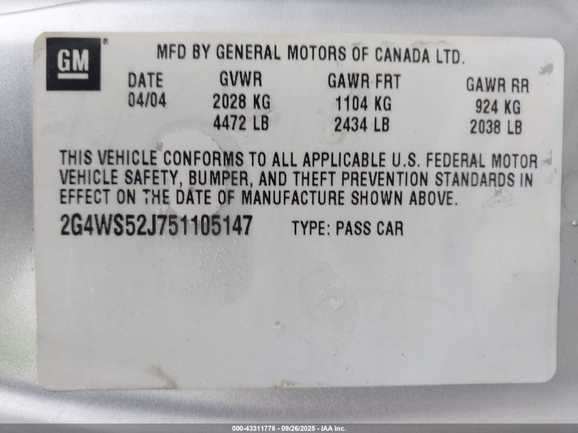 GM
MFD BY GENERAL MOTORS OF CANADA LTD.
DATE GVWR GAWR FRT GAWR RR
04/04 2028 KG 1104 KG 924 KG
4472 LB 2434 LB 2038 LB
THIS VEHICLE CONFORMS TO ALL APPLICABLE U.S. FEDERAL MOTOR
VEHICLE SAFETY, BUMPER, AND THEFT PREVENTION STANDARDS IN
EFFECT ON THE DATE OF MANUFACTURE SHOWN ABOVE.
2G4WS52J751105147 TYPE: PASS CAR
000-43311778 - 09/26/2025 - IAA Inc.